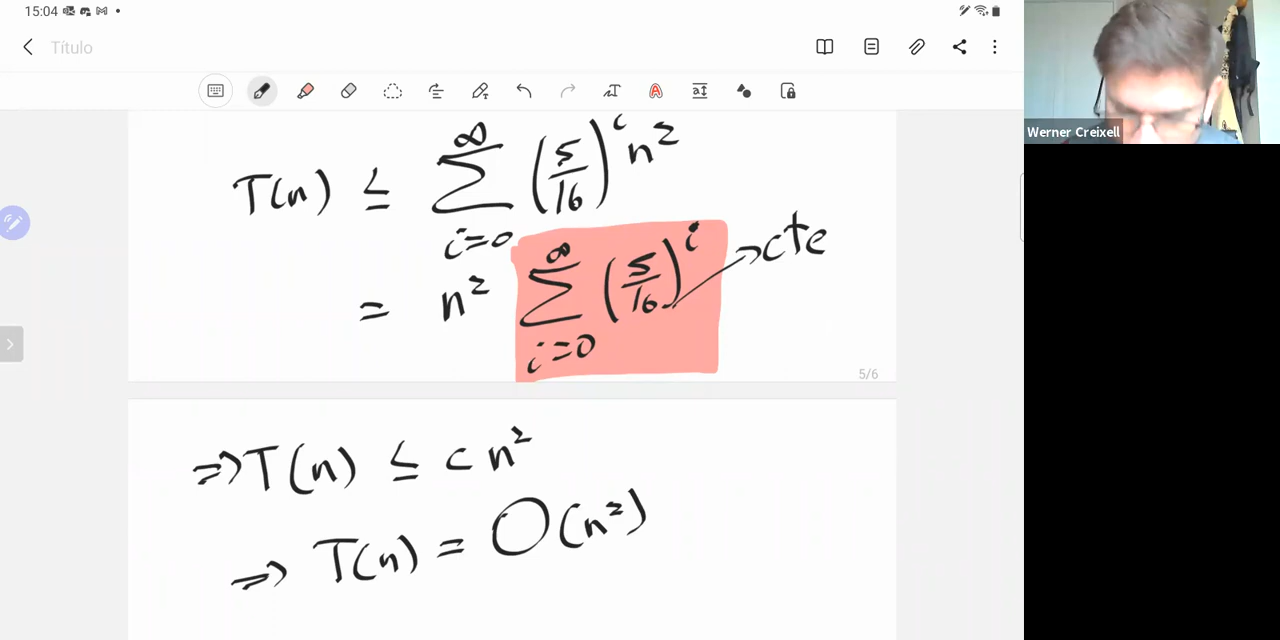 15:04
Título
T(n) ≤ ∑_{i=0}^{∞} (5/16)^i n²
= n² ∑_{i=0}^{∞} (5/16)^i → cte
5/6
⇒ T(n) ≤ c n²
⇒ T(n) = O(n²)
Werner Creixell